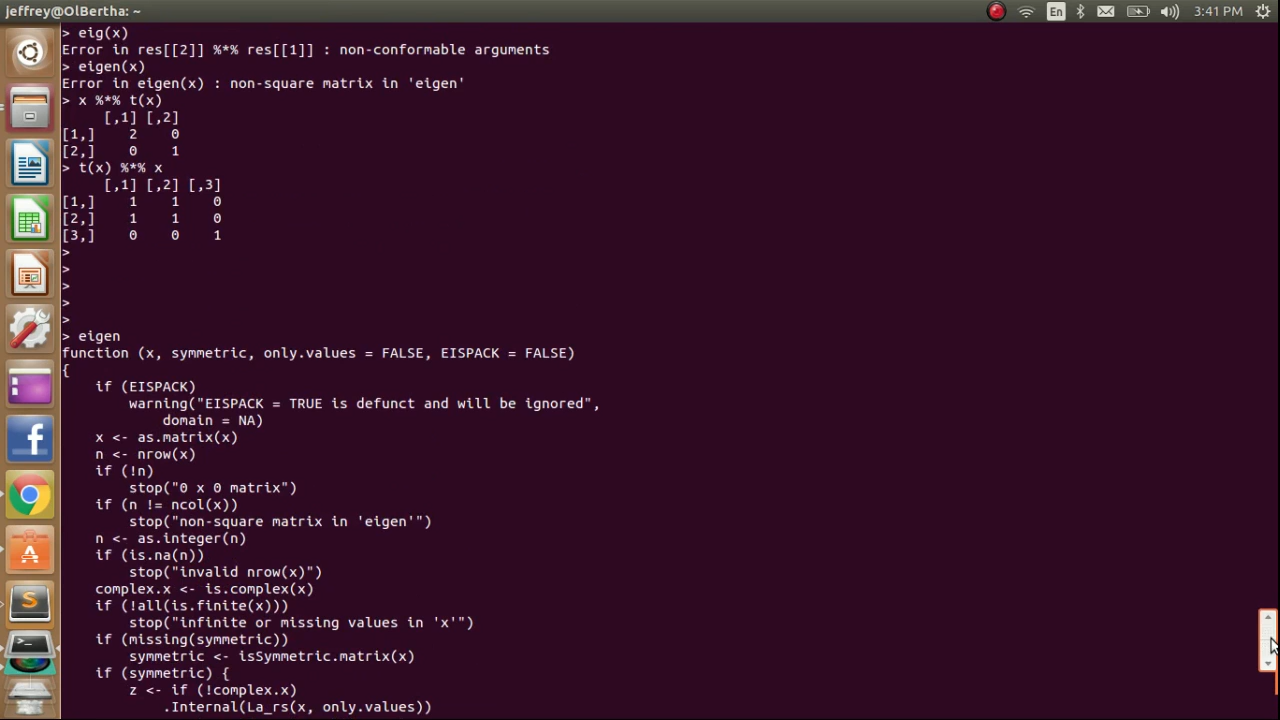 jeffrey@OlBertha: ~
En
3:41 PM
> eig(x)
Error in res[[2]] %*% res[[1]] : non-conformable arguments
> eigen(x)
Error in eigen(x) : non-square matrix in 'eigen'
> x %*% t(x)
     [,1] [,2]
[1,]    2    0
[2,]    0    1
> t(x) %*% x
     [,1] [,2] [,3]
[1,]    1    1    0
[2,]    1    1    0
[3,]    0    0    1
>
>
>
>
>
> eigen
function (x, symmetric, only.values = FALSE, EISPACK = FALSE)
{
    if (EISPACK)
        warning("EISPACK = TRUE is defunct and will be ignored",
            domain = NA)
    x <- as.matrix(x)
    n <- nrow(x)
    if (!n)
        stop("0 x 0 matrix")
    if (n != ncol(x))
        stop("non-square matrix in 'eigen'")
    n <- as.integer(n)
    if (is.na(n))
        stop("invalid nrow(x)")
    complex.x <- is.complex(x)
    if (!all(is.finite(x)))
        stop("infinite or missing values in 'x'")
    if (missing(symmetric))
        symmetric <- isSymmetric.matrix(x)
    if (symmetric) {
        z <- if (!complex.x)
            .Internal(La_rs(x, only.values))